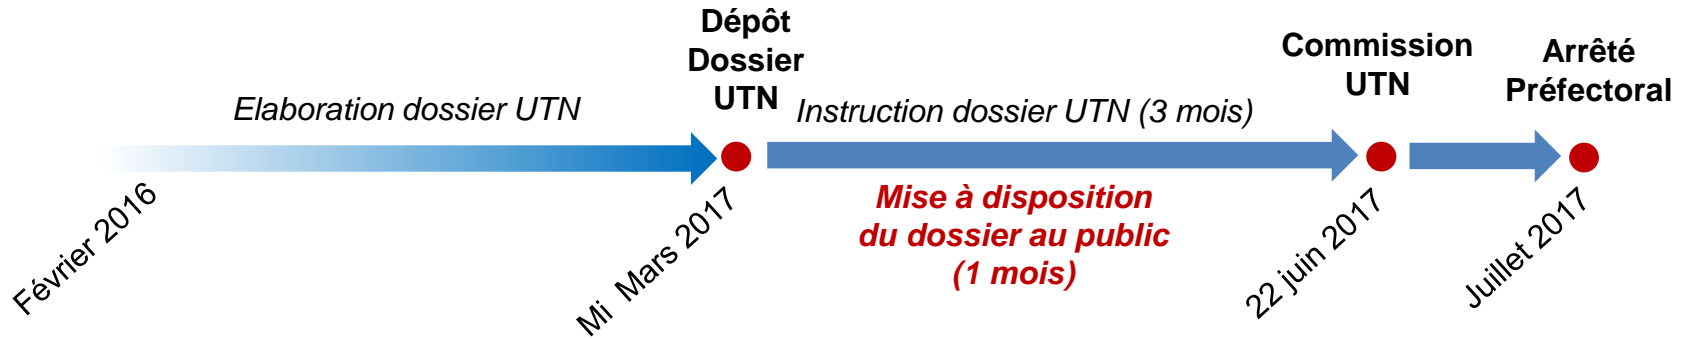 Dépôt
Dossier
UTN
Commission
UTN
Arrêté
Préfectoral
Elaboration dossier UTN
Instruction dossier UTN (3 mois)
Mise à disposition
du dossier au public
(1 mois)
Février 2016
Mi  Mars 2017
22 juin 2017
Juillet 2017